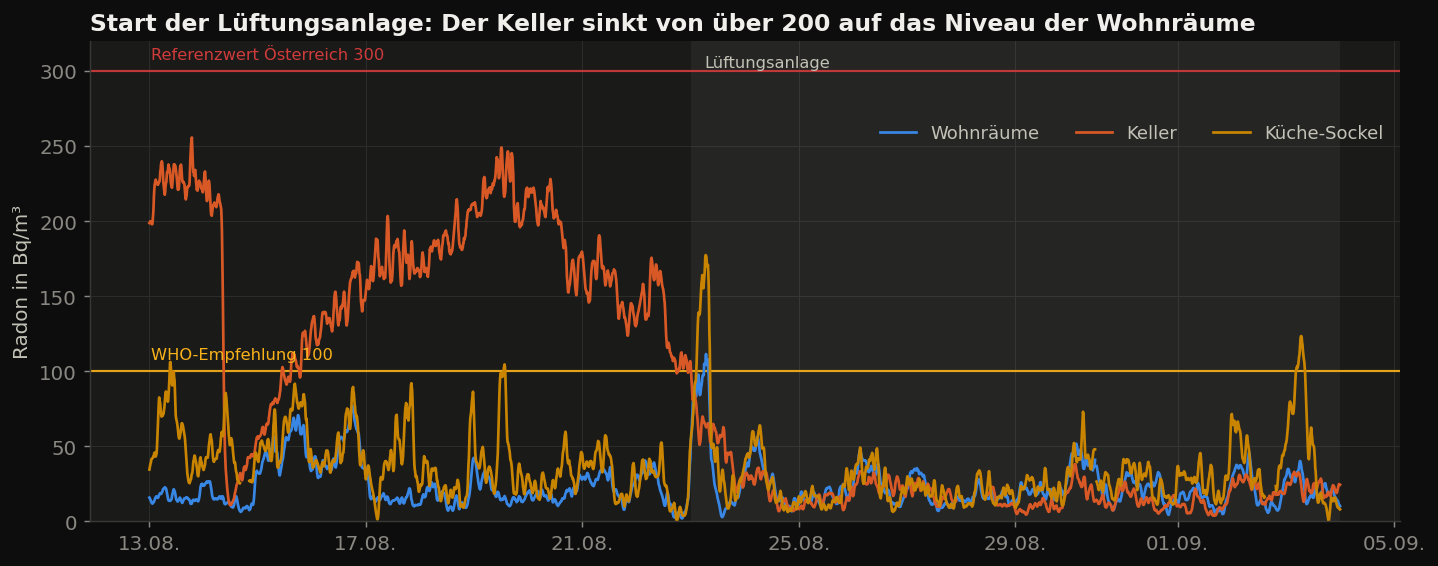 Start der Lüftungsanlage: Der Keller sinkt von über 200 auf das Niveau der Wohnräume
Referenzwert Österreich 300
Lüftungsanlage
Wohnräume Keller Küche-Sockel
WHO-Empfehlung 100
Radon in Bq/m³
300
250
200
150
100
50
0
13.08. 17.08. 21.08. 25.08. 29.08. 01.09. 05.09.